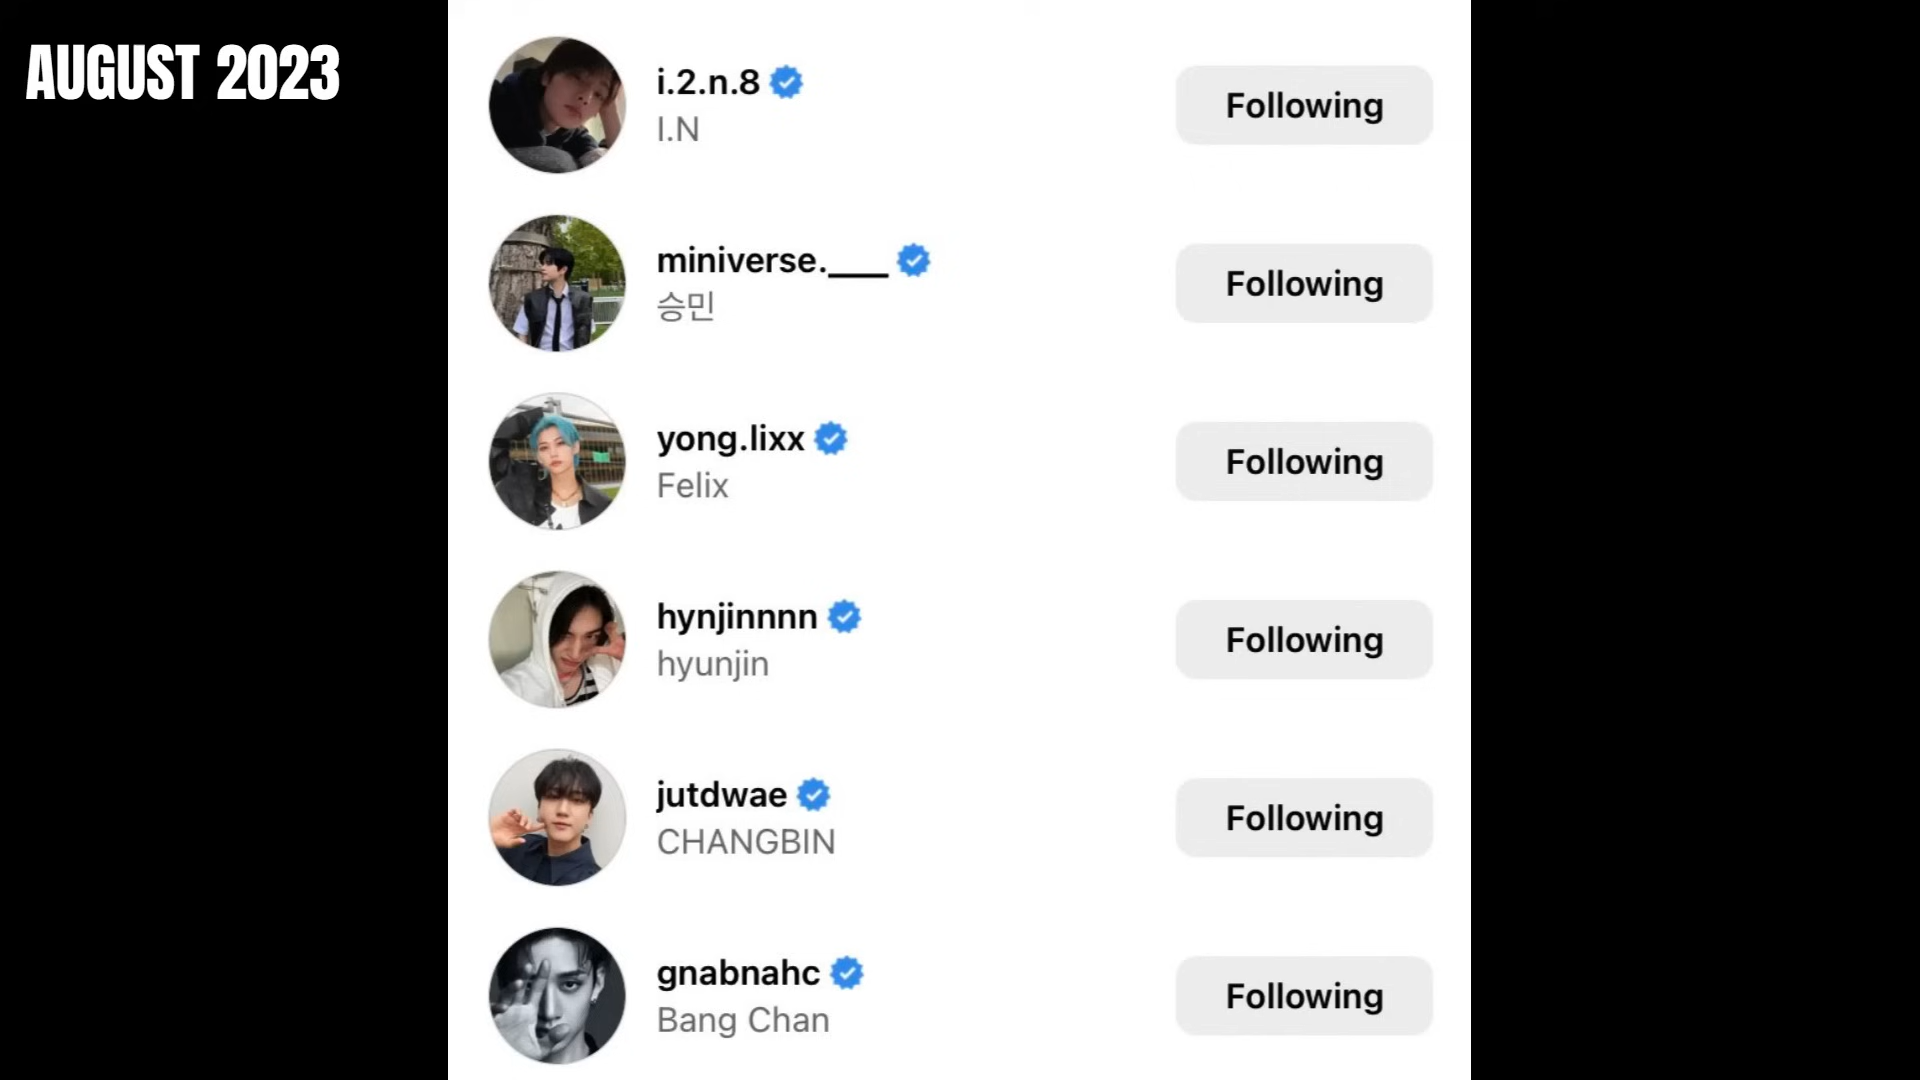 AUGUST 2023
i.2.n.8
I.N
Following
miniverse.___
승민
Following
yong.lixx
Felix
Following
hynjinnnn
hyunjin
Following
jutdwae
CHANGBIN
Following
gnabnahc
Bang Chan
Following